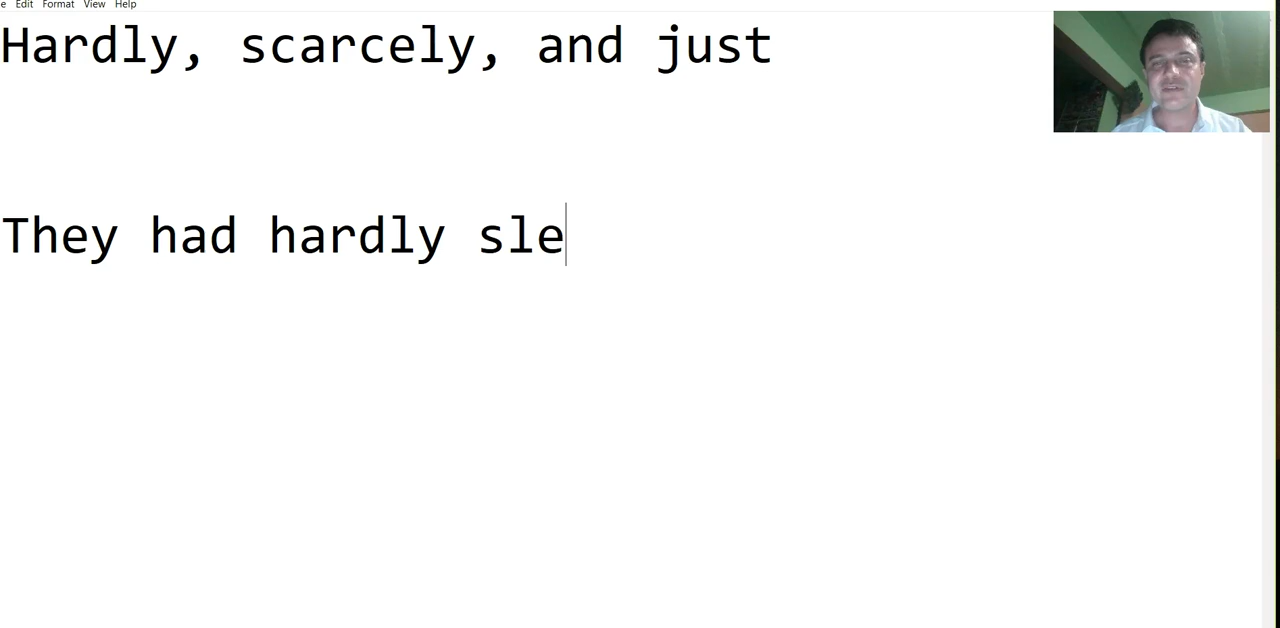 e Edit Format View Help
Hardly, scarcely, and just
They had hardly sle